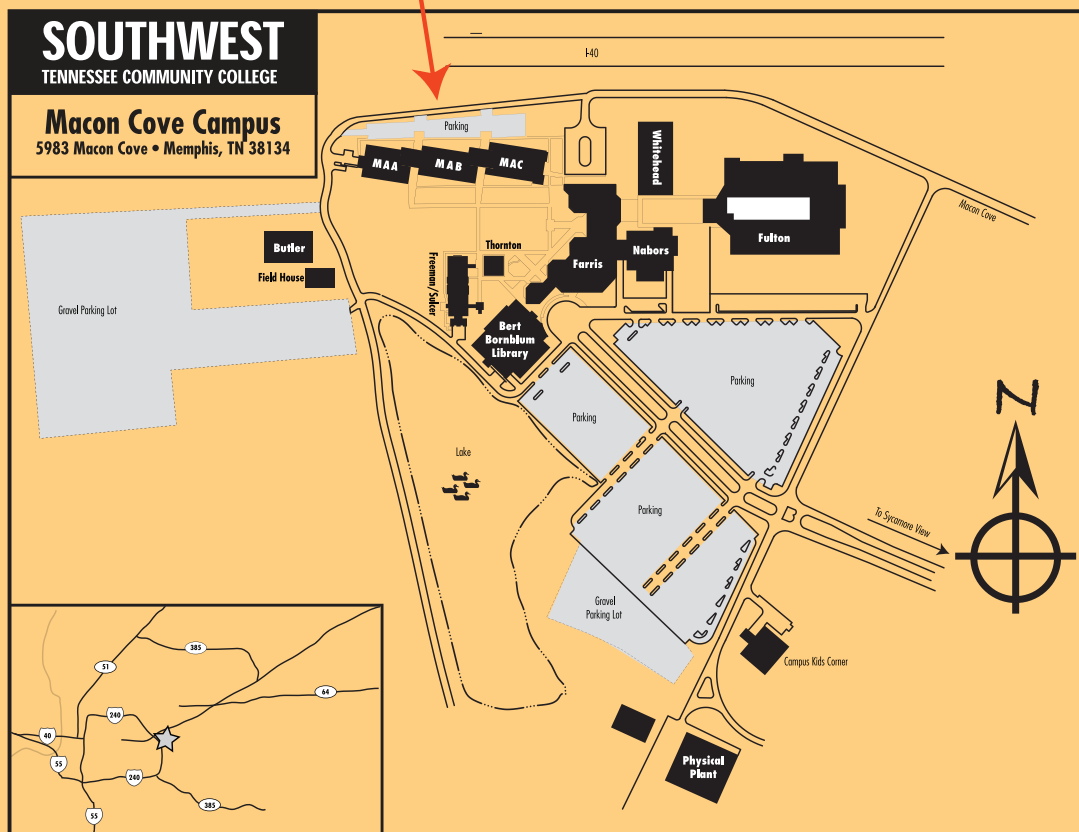 SOUTHWEST
TENNESSEE COMMUNITY COLLEGE
Macon Cove Campus
5983 Macon Cove • Memphis, TN 38134
I-40
Parking
MAA
MAB
MAC
Whitehead
Macon Cove
Fulton
Butler
Thornton
Nabors
Farris
Field House
Freeman/Sulcer
Gravel Parking Lot
Bert
Bornblum
Library
Parking
Parking
N
Lake
Parking
To Sycamore View
Gravel
Parking Lot
Campus Kids Corner
Physical
Plant
51
385
64
240
40
55
240
385
55